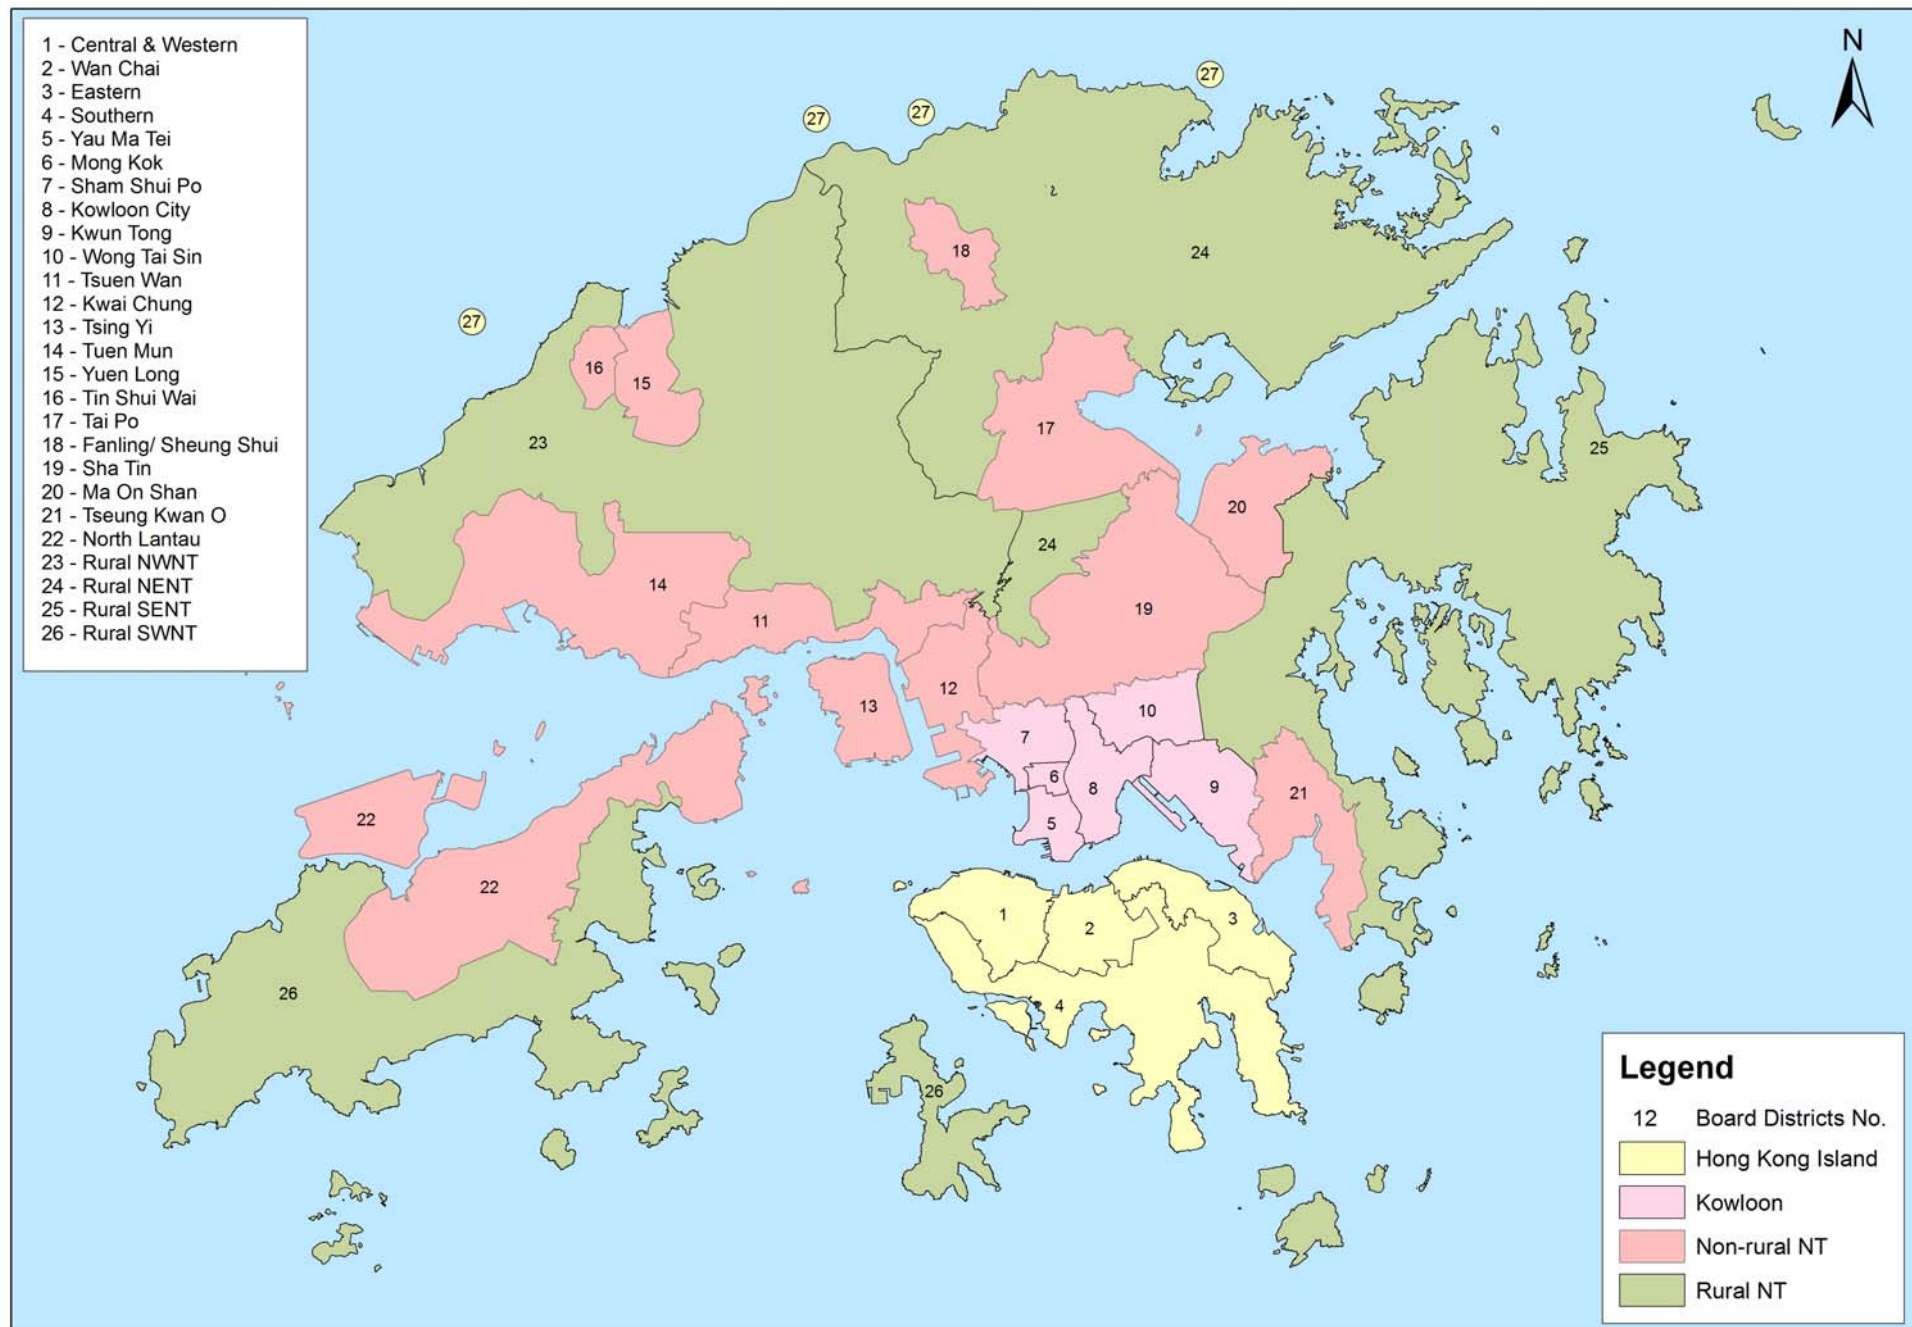 1 - Central & Western
2 - Wan Chai
3 - Eastern
4 - Southern
5 - Yau Ma Tei
6 - Mong Kok
7 - Sham Shui Po
8 - Kowloon City
9 - Kwun Tong
10 - Wong Tai Sin
11 - Tsuen Wan
12 - Kwai Chung
13 - Tsing Yi
14 - Tuen Mun
15 - Yuen Long
16 - Tin Shui Wai
17 - Tai Po
18 - Fanling/ Sheung Shui
19 - Sha Tin
20 - Ma On Shan
21 - Tseung Kwan O
22 - North Lantau
23 - Rural NWNT
24 - Rural NENT
25 - Rural SENT
26 - Rural SWNT
N
27
27
27
18
24
27
16
15
17
23
25
20
24
14
19
11
12
13
10
7
6
8
9
21
22
5
22
1
2
3
26
4
26
Legend
12 Board Districts No.
Hong Kong Island
Kowloon
Non-rural NT
Rural NT